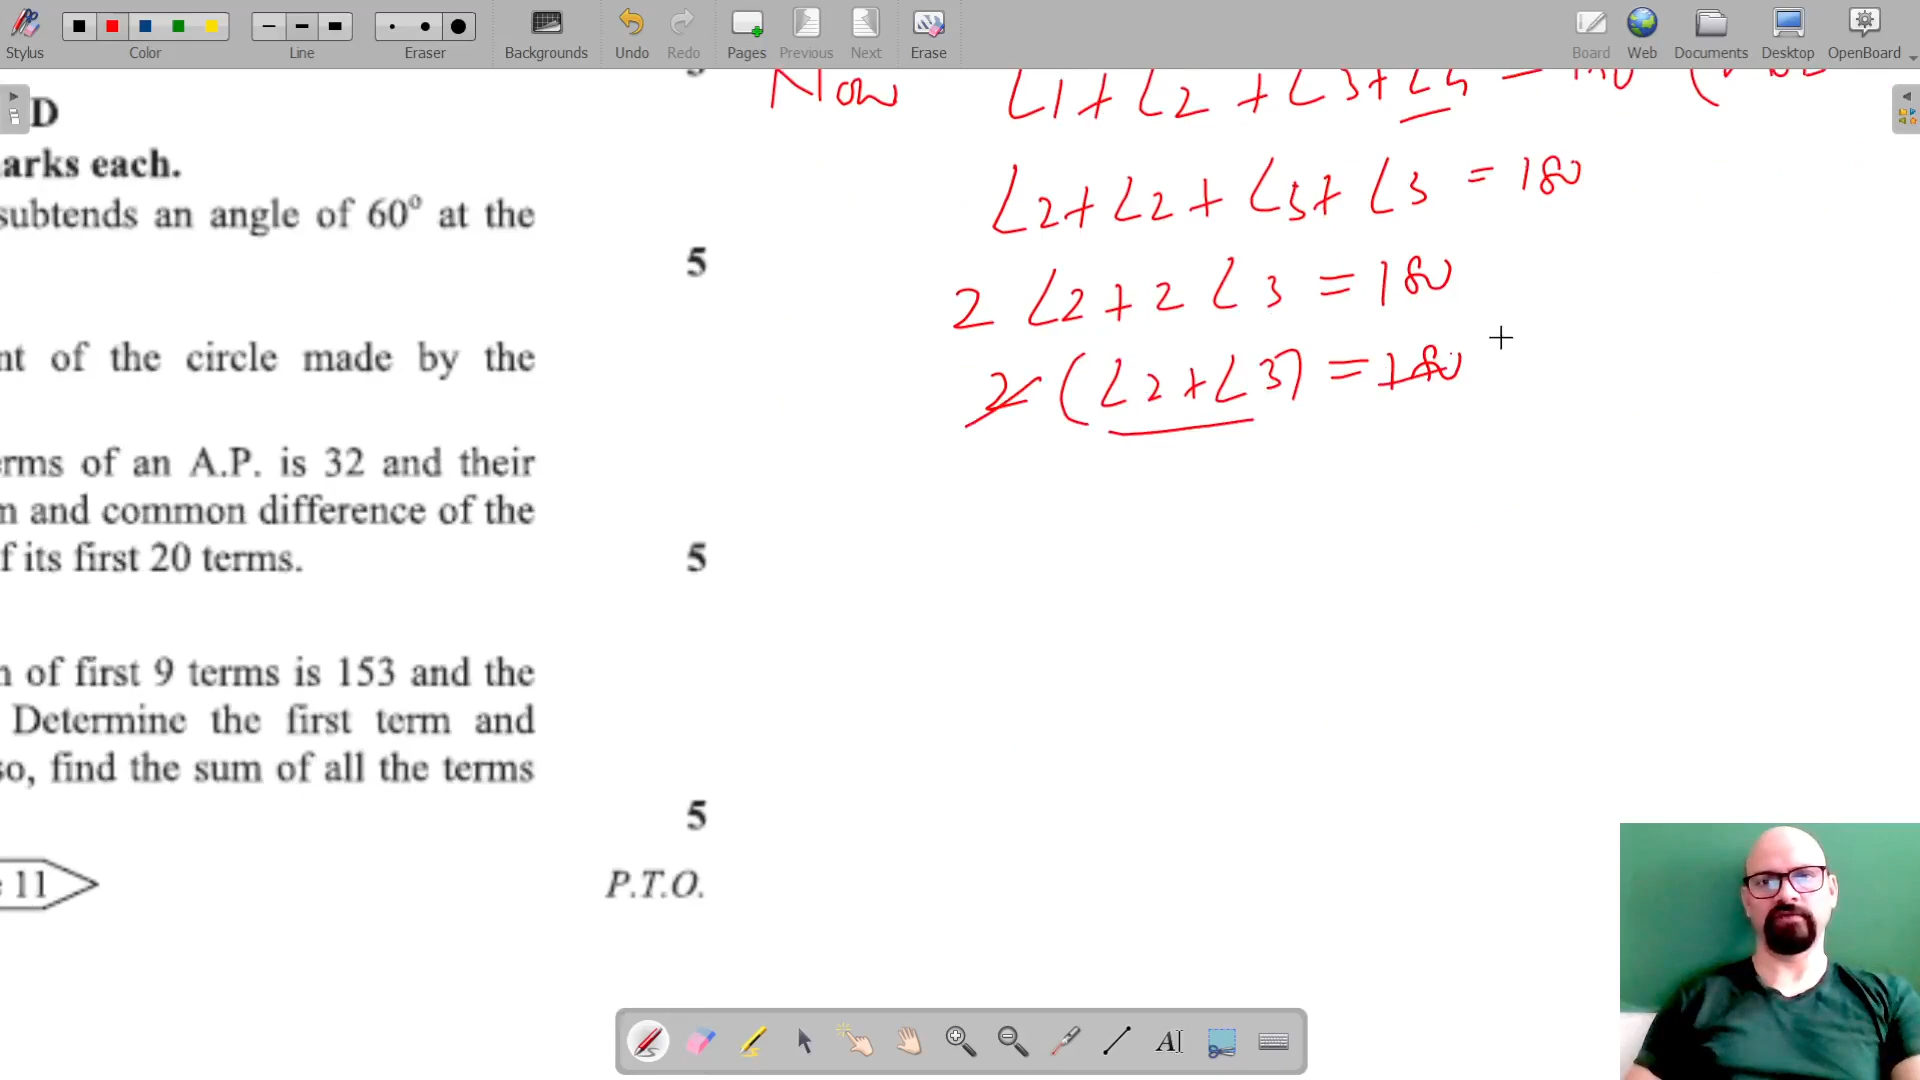 Stylus Color Line Eraser Backgrounds Undo Redo Pages Previous Next Erase Board Web Documents Desktop OpenBoard
D
arks each.
subtends an angle of 60° at the
5
nt of the circle made by the
rms of an A.P. is 32 and their
n and common difference of the
f its first 20 terms.
5
n of first 9 terms is 153 and the
Determine the first term and
so, find the sum of all the terms
5
11
P.T.O.
Now ∠1+∠2+∠3+∠4 =
∠2+∠2+∠3+∠3 = 180
2∠2+2∠3 = 180
2(∠2+∠3) = 180